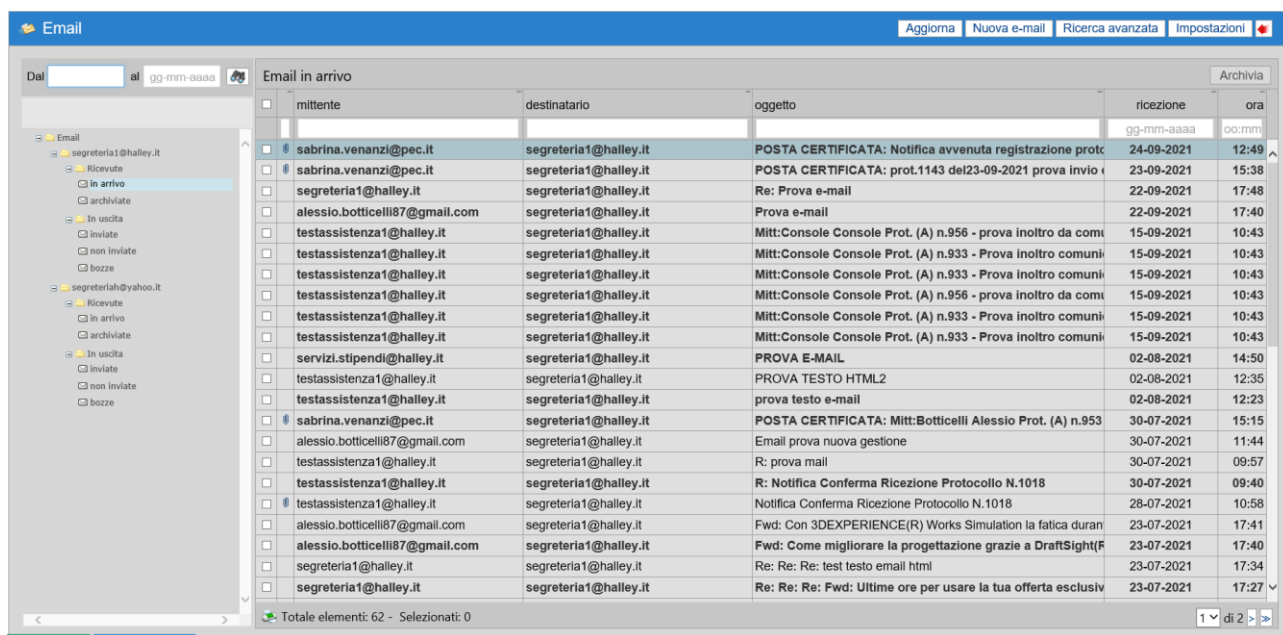 Email Aggiorna Nuova e-mail Ricerca avanzata Impostazioni
Dal al gg-mm-aaaa
Email in arrivo Archivia
Email
segreteria1@halley.it
Ricevute
in arrivo
archiviate
In uscita
inviate
non inviate
bozze
segreteriah@yahoo.it
Ricevute
in arrivo
archiviate
In uscita
inviate
non inviate
bozze
mittente destinatario oggetto ricezione ora
gg-mm-aaaa oo:mm
sabrina.venanzi@pec.it segreteria1@halley.it POSTA CERTIFICATA: Notifica avvenuta registrazione proto 24-09-2021 12:49
sabrina.venanzi@pec.it segreteria1@halley.it POSTA CERTIFICATA: prot.1143 del23-09-2021 prova invio 23-09-2021 15:38
segreteria1@halley.it segreteria1@halley.it Re: Prova e-mail 22-09-2021 17:48
alessio.botticelli87@gmail.com segreteria1@halley.it Prova e-mail 22-09-2021 17:40
testassistenza1@halley.it segreteria1@halley.it Mitt:Console Console Prot. (A) n.956 - prova inoltro da comu 15-09-2021 10:43
testassistenza1@halley.it segreteria1@halley.it Mitt:Console Console Prot. (A) n.933 - Prova inoltro comuni 15-09-2021 10:43
testassistenza1@halley.it segreteria1@halley.it Mitt:Console Console Prot. (A) n.933 - Prova inoltro comuni 15-09-2021 10:43
testassistenza1@halley.it segreteria1@halley.it Mitt:Console Console Prot. (A) n.956 - prova inoltro da comu 15-09-2021 10:43
testassistenza1@halley.it segreteria1@halley.it Mitt:Console Console Prot. (A) n.933 - Prova inoltro comuni 15-09-2021 10:43
testassistenza1@halley.it segreteria1@halley.it Mitt:Console Console Prot. (A) n.933 - Prova inoltro comuni 15-09-2021 10:43
servizi.stipendi@halley.it segreteria1@halley.it PROVA E-MAIL 02-08-2021 14:50
testassistenza1@halley.it segreteria1@halley.it PROVA TESTO HTML2 02-08-2021 12:35
testassistenza1@halley.it segreteria1@halley.it prova testo e-mail 02-08-2021 12:23
sabrina.venanzi@pec.it segreteria1@halley.it POSTA CERTIFICATA: Mitt:Botticelli Alessio Prot. (A) n.953 30-07-2021 15:15
alessio.botticelli87@gmail.com segreteria1@halley.it Email prova nuova gestione 30-07-2021 11:44
testassistenza1@halley.it segreteria1@halley.it R: prova mail 30-07-2021 09:57
testassistenza1@halley.it segreteria1@halley.it R: Notifica Conferma Ricezione Protocollo N.1018 30-07-2021 09:40
testassistenza1@halley.it segreteria1@halley.it Notifica Conferma Ricezione Protocollo N.1018 28-07-2021 10:58
alessio.botticelli87@gmail.com segreteria1@halley.it Fwd: Con 3DEXPERIENCE(R) Works Simulation la fatica duran 23-07-2021 17:41
alessio.botticelli87@gmail.com segreteria1@halley.it Fwd: Come migliorare la progettazione grazie a DraftSight(R 23-07-2021 17:40
segreteria1@halley.it segreteria1@halley.it Re: Re: Re: test testo email html 23-07-2021 17:34
segreteria1@halley.it segreteria1@halley.it Re: Re: Re: Fwd: Ultime ore per usare la tua offerta esclusiv 23-07-2021 17:27
Totale elementi: 62 - Selezionati: 0 1 di 2 > >>